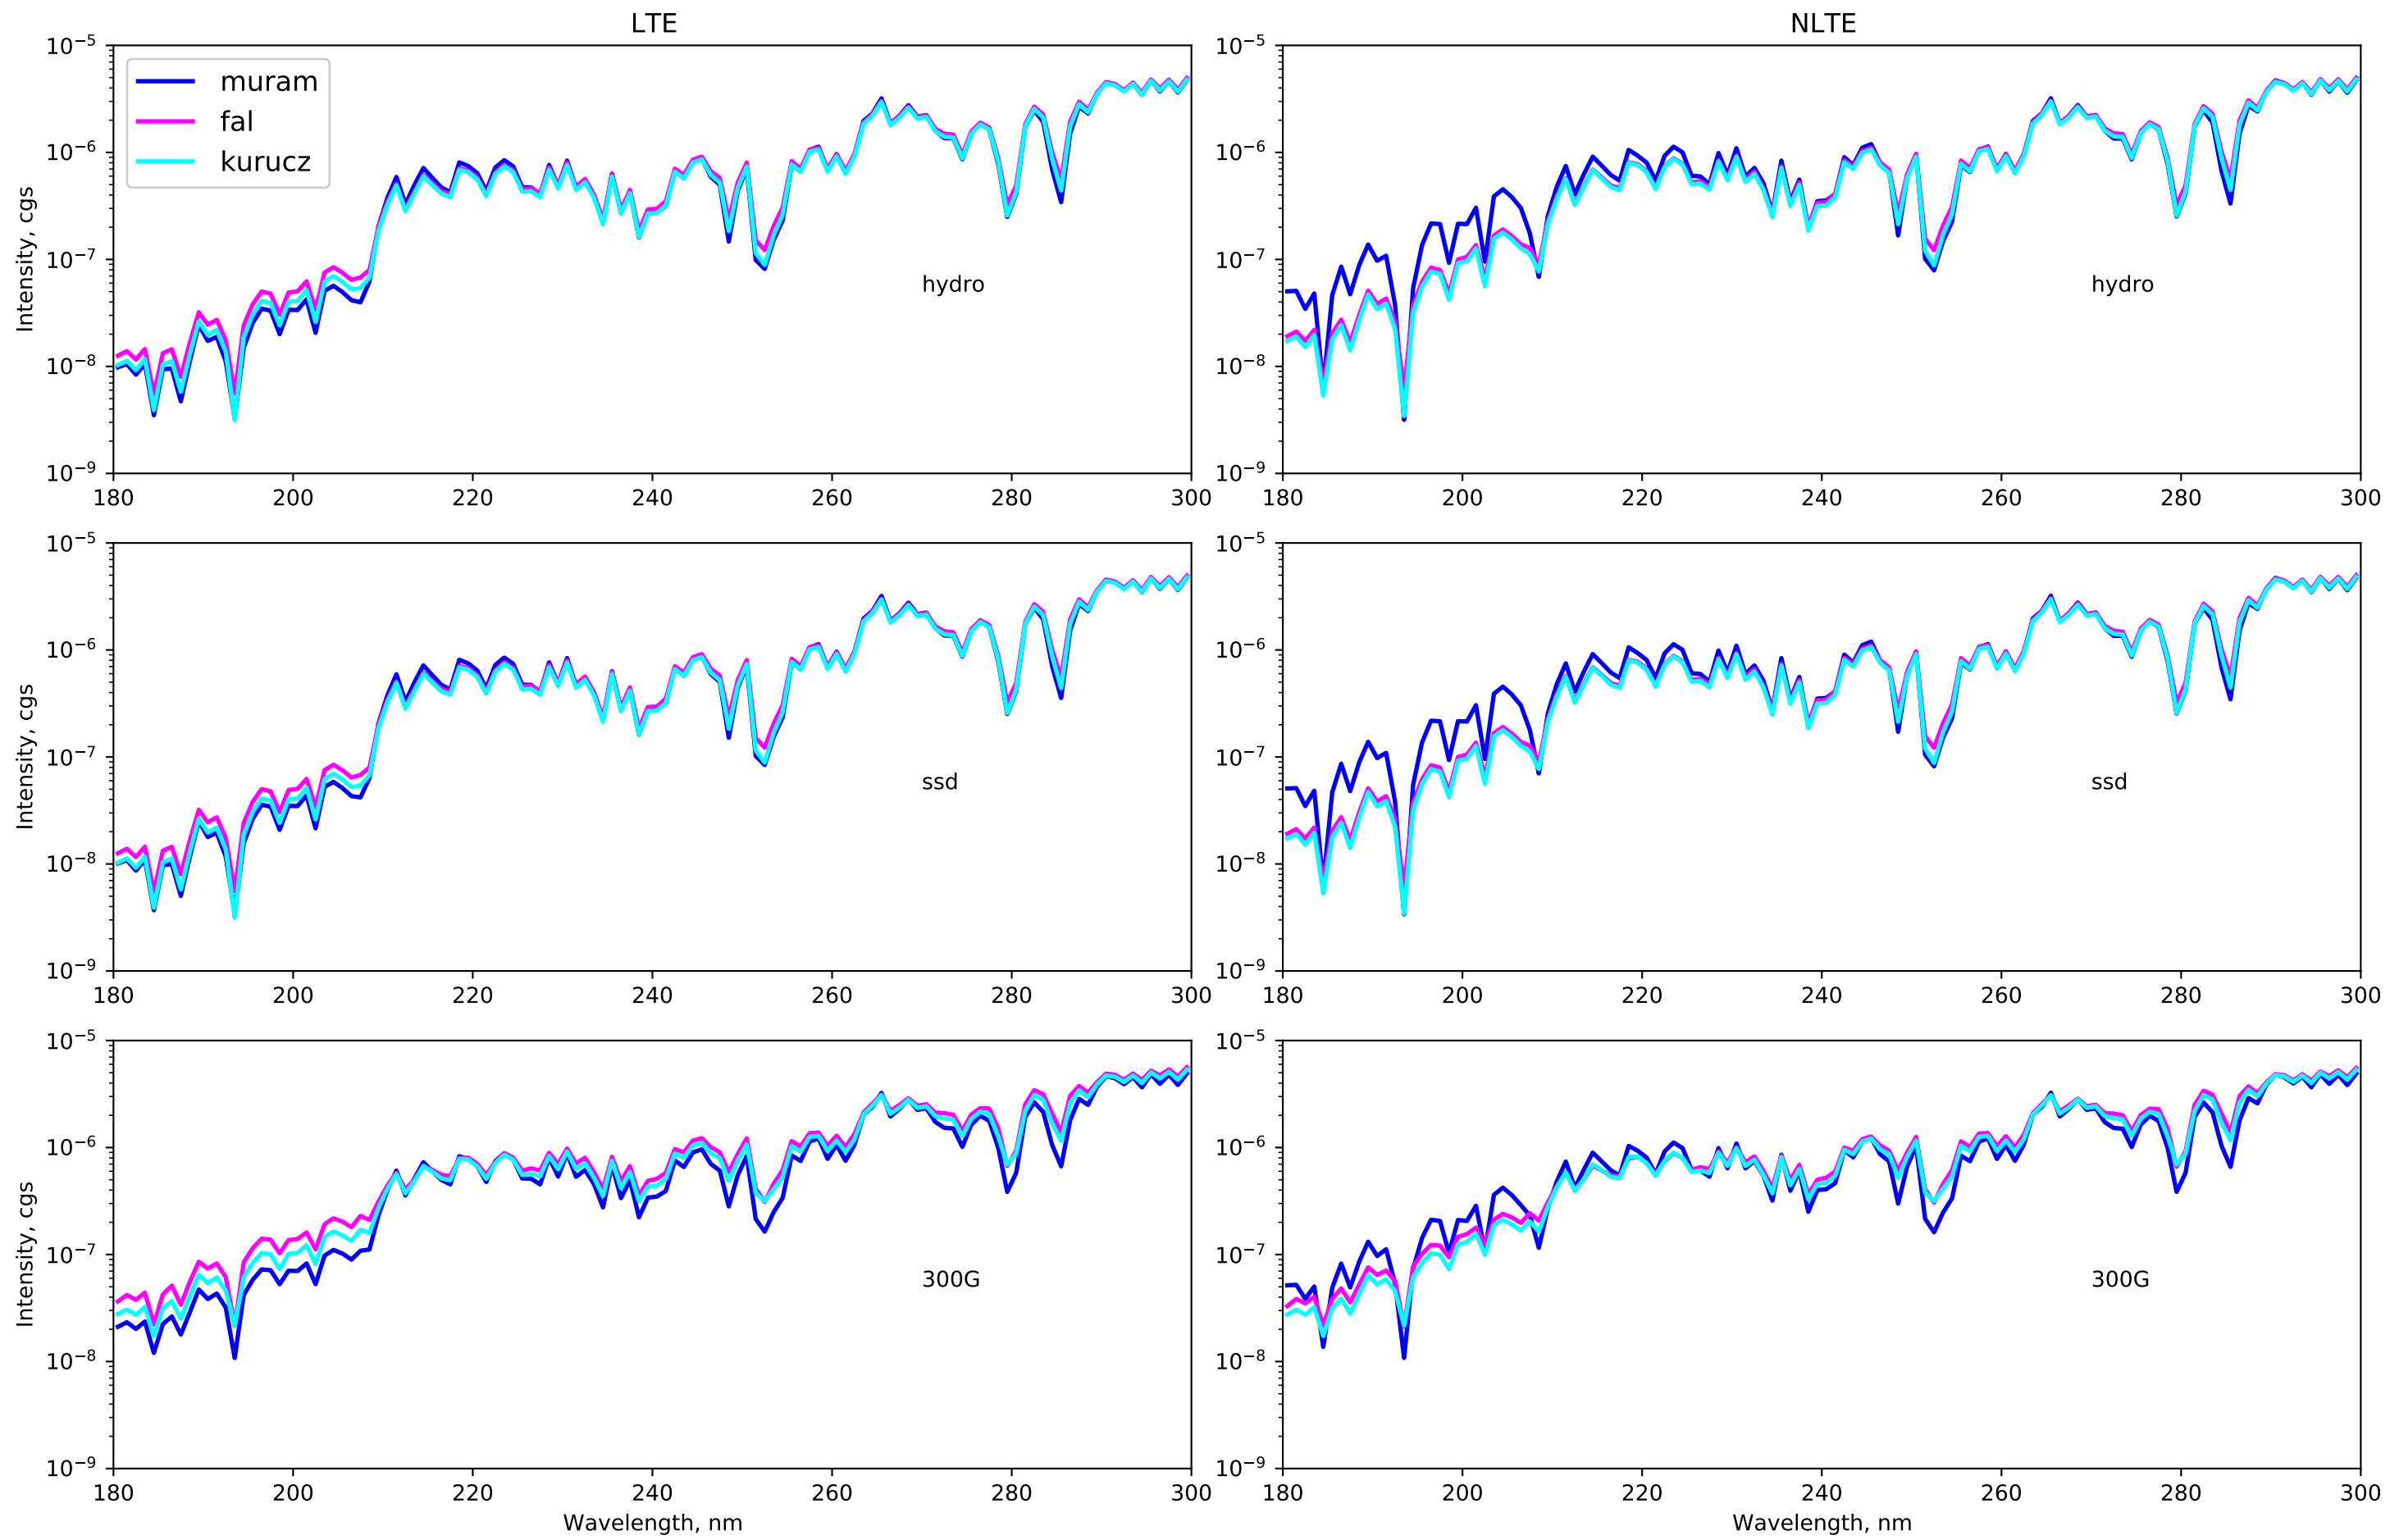 LTE
NLTE
10⁻⁵
10⁻⁶
10⁻⁷
10⁻⁸
10⁻⁹
Intensity, cgs
muram
fal
kurucz
hydro
180 200 220 240 260 280 300
10⁻⁵
10⁻⁶
10⁻⁷
10⁻⁸
10⁻⁹
hydro
180 200 220 240 260 280 300
10⁻⁵
10⁻⁶
10⁻⁷
10⁻⁸
10⁻⁹
Intensity, cgs
ssd
180 200 220 240 260 280 300
10⁻⁵
10⁻⁶
10⁻⁷
10⁻⁸
10⁻⁹
ssd
180 200 220 240 260 280 300
10⁻⁵
10⁻⁶
10⁻⁷
10⁻⁸
10⁻⁹
Intensity, cgs
300G
180 200 220 240 260 280 300
Wavelength, nm
10⁻⁵
10⁻⁶
10⁻⁷
10⁻⁸
10⁻⁹
300G
180 200 220 240 260 280 300
Wavelength, nm